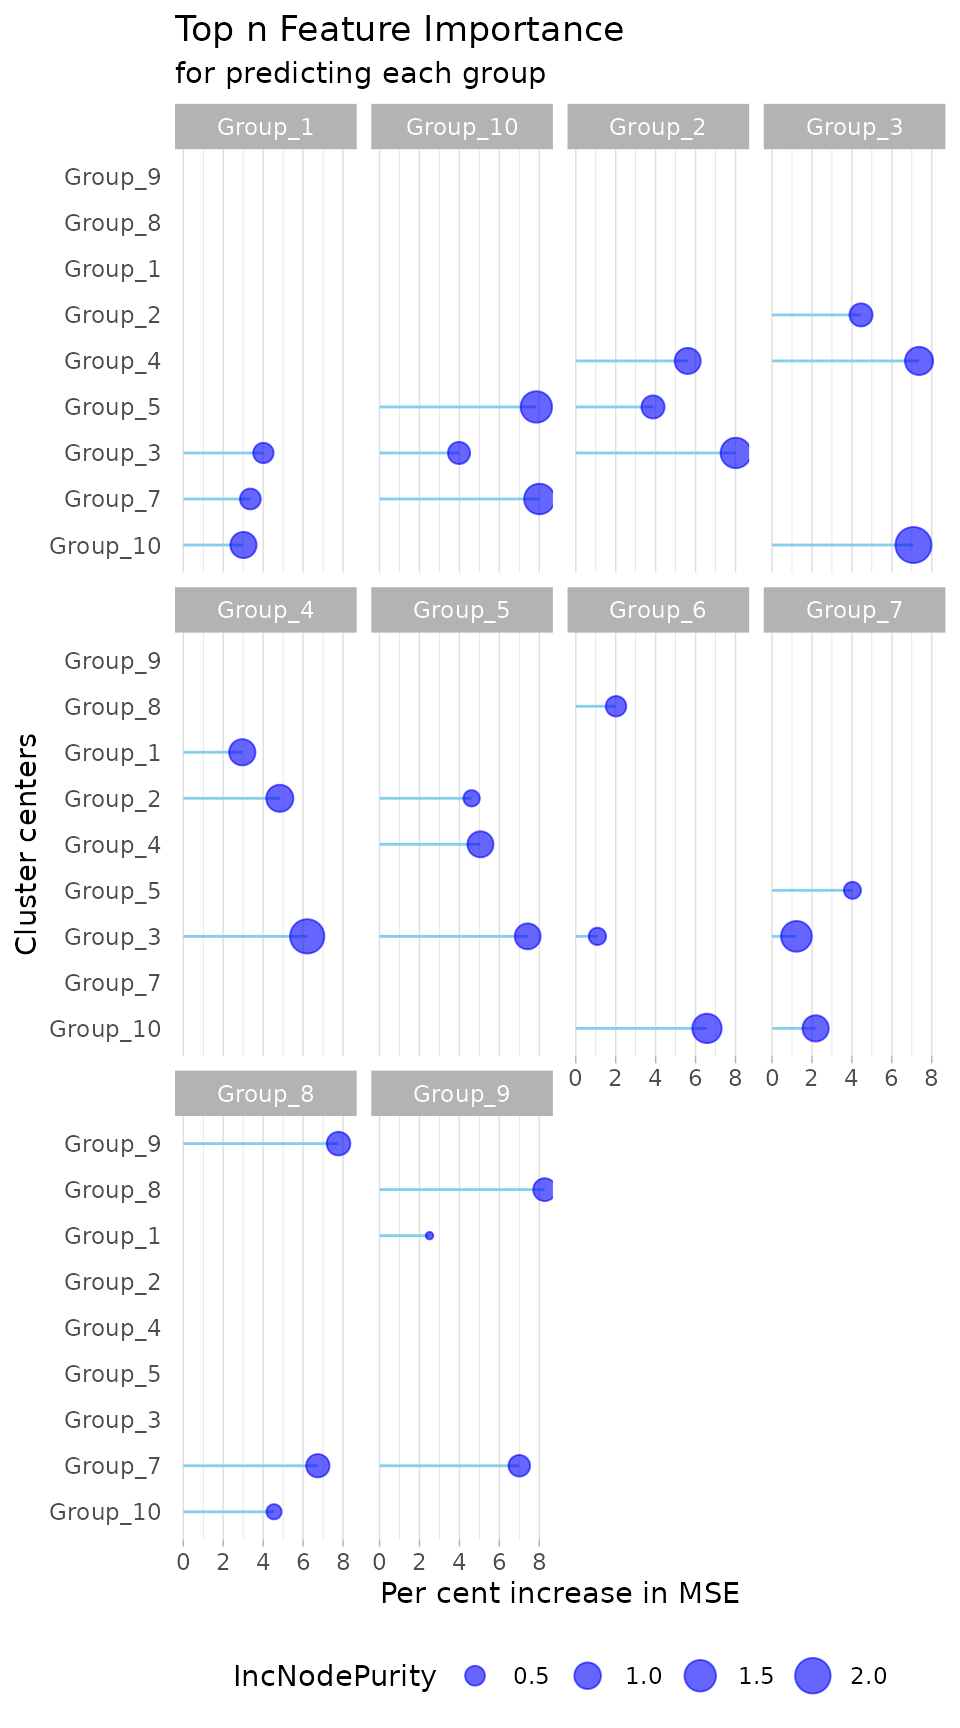 Top n Feature Importance
for predicting each group
Group_1 Group_10 Group_2 Group_3
Group_9
Group_8
Group_1
Group_2
Group_4
Group_5
Group_3
Group_7
Group_10
Group_4 Group_5 Group_6 Group_7
Group_9
Group_8
Group_1
Group_2
Group_4
Group_5
Group_3
Group_7
Group_10
0 2 4 6 8 0 2 4 6 8
Cluster centers
Group_8 Group_9
Group_9
Group_8
Group_1
Group_2
Group_4
Group_5
Group_3
Group_7
Group_10
0 2 4 6 8 0 2 4 6 8
Per cent increase in MSE
IncNodePurity 0.5 1.0 1.5 2.0